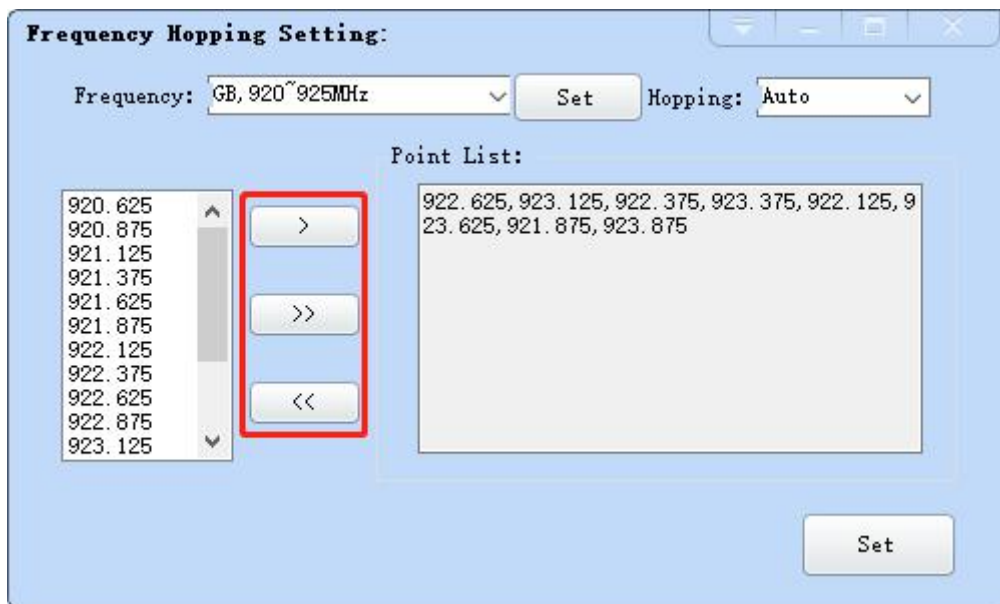 Frequency Hopping Setting:
Frequency: GB, 920~925MHz Set Hopping: Auto
Point List:
920.625
920.875
921.125
921.375
921.625
921.875
922.125
922.375
922.625
922.875
923.125
>
>>
<<
922.625, 923.125, 922.375, 923.375, 922.125, 9
23.625, 921.875, 923.875
Set